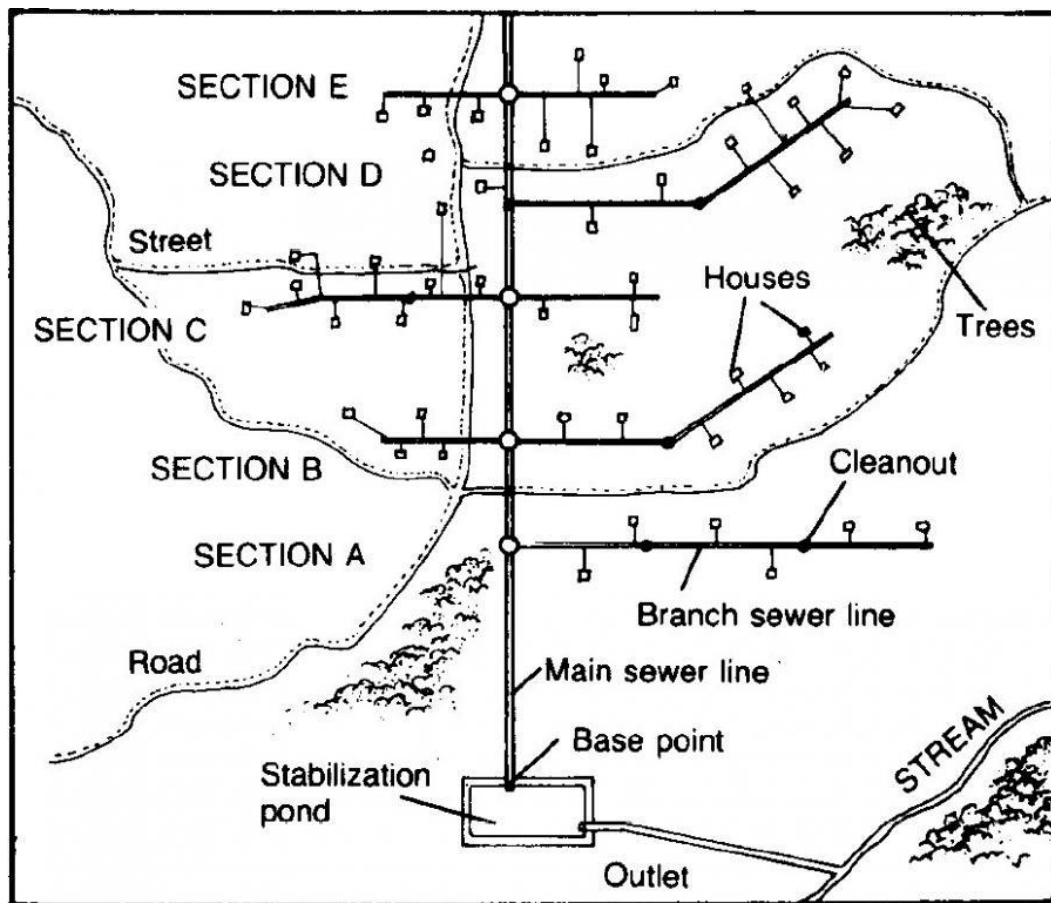 SECTION E
SECTION D
Street
Houses
SECTION C
Trees
SECTION B
Cleanout
SECTION A
Branch sewer line
Road
Main sewer line
Base point
STREAM
Stabilization
pond
Outlet